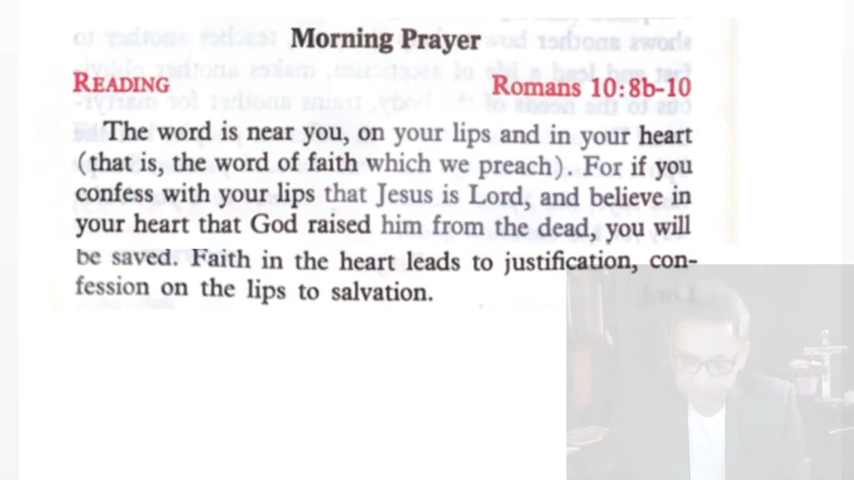 Morning Prayer
READING Romans 10:8b-10
The word is near you, on your lips and in your heart
(that is, the word of faith which we preach). For if you
confess with your lips that Jesus is Lord, and believe in
your heart that God raised him from the dead, you will
be saved. Faith in the heart leads to justification, con-
fession on the lips to salvation.